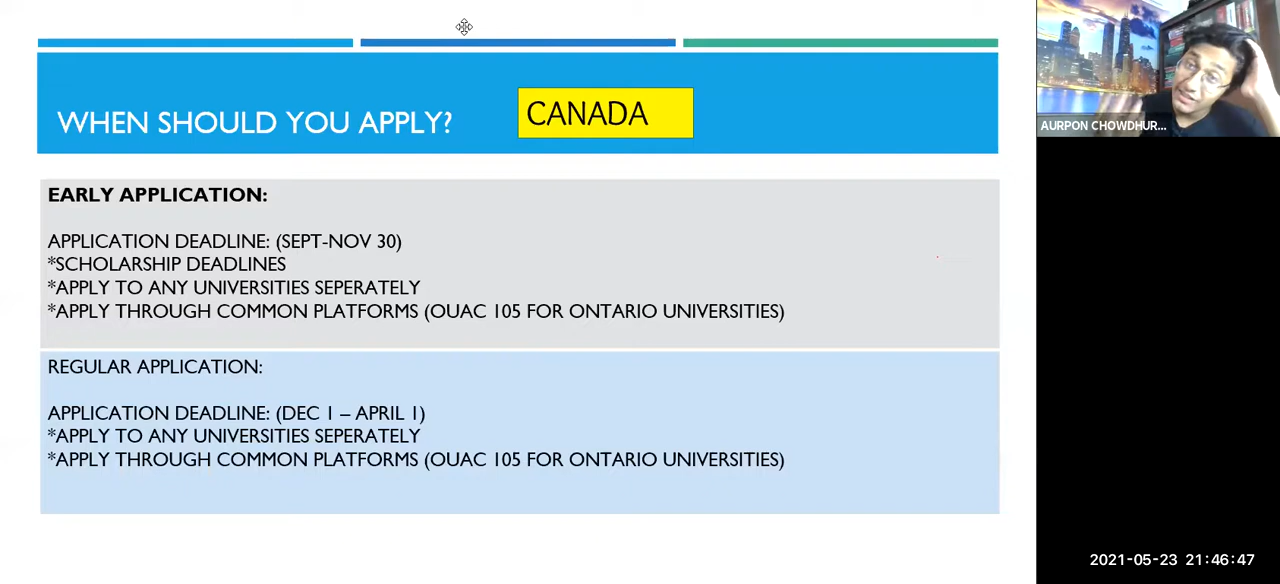 WHEN SHOULD YOU APPLY?
CANADA
AURPON CHOWDHUR...
EARLY APPLICATION:
APPLICATION DEADLINE: (SEPT-NOV 30)
*SCHOLARSHIP DEADLINES
*APPLY TO ANY UNIVERSITIES SEPERATELY
*APPLY THROUGH COMMON PLATFORMS (OUAC 105 FOR ONTARIO UNIVERSITIES)
REGULAR APPLICATION:
APPLICATION DEADLINE: (DEC 1 – APRIL 1)
*APPLY TO ANY UNIVERSITIES SEPERATELY
*APPLY THROUGH COMMON PLATFORMS (OUAC 105 FOR ONTARIO UNIVERSITIES)
2021-05-23 21:46:47